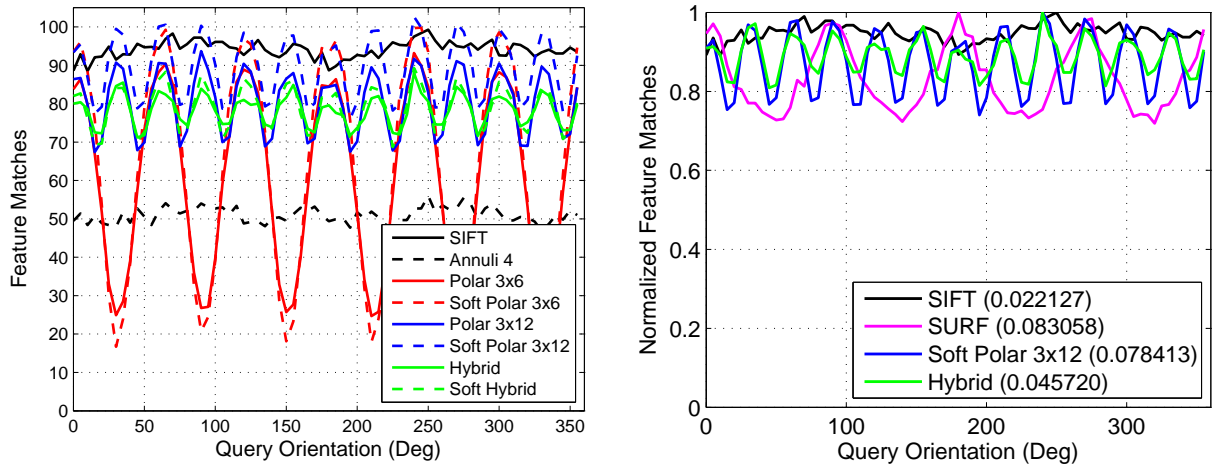 Feature Matches
105
100
90
80
70
60
50
40
30
20
10
0
0 50 100 150 200 250 300 350
Query Orientation (Deg)
SIFT
Annuli 4
Polar 3x6
Soft Polar 3x6
Polar 3x12
Soft Polar 3x12
Hybrid
Soft Hybrid
Normalized Feature Matches
1
0.8
0.6
0.4
0.2
0
0 100 200 300
Query Orientation (Deg)
SIFT (0.022127)
SURF (0.083058)
Soft Polar 3x12 (0.078413)
Hybrid (0.045720)